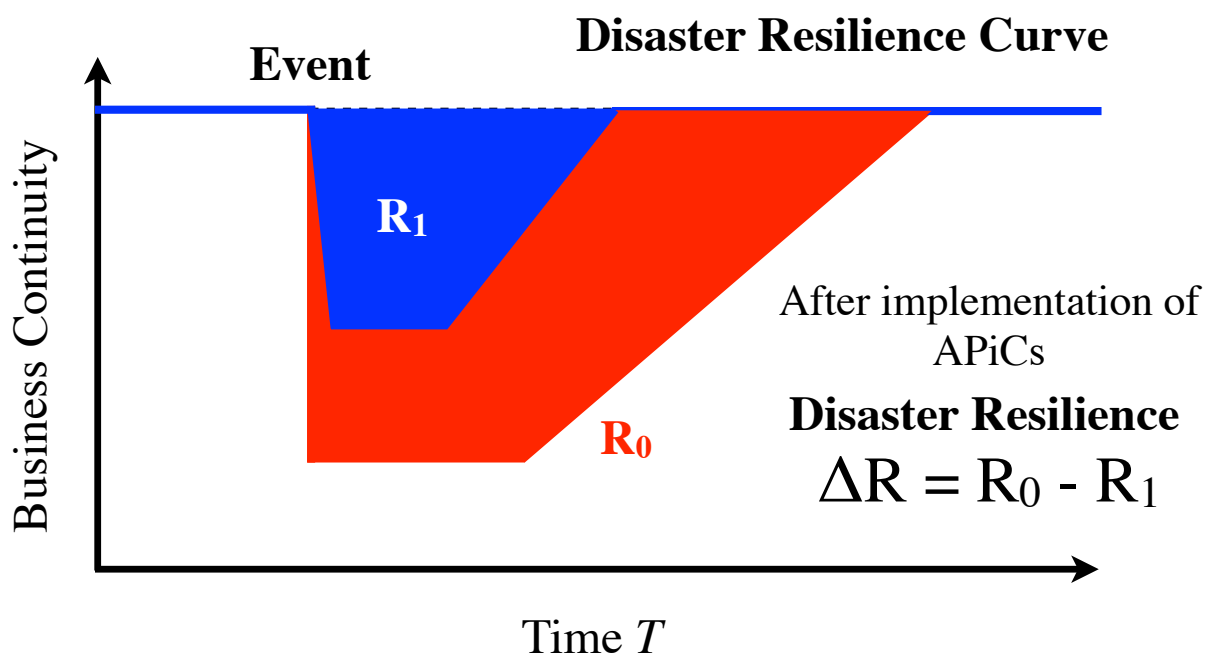 Disaster Resilience Curve
Event
Business Continuity
R₁
After implementation of
APiCs
Disaster Resilience
R₀
ΔR = R₀ - R₁
Time T